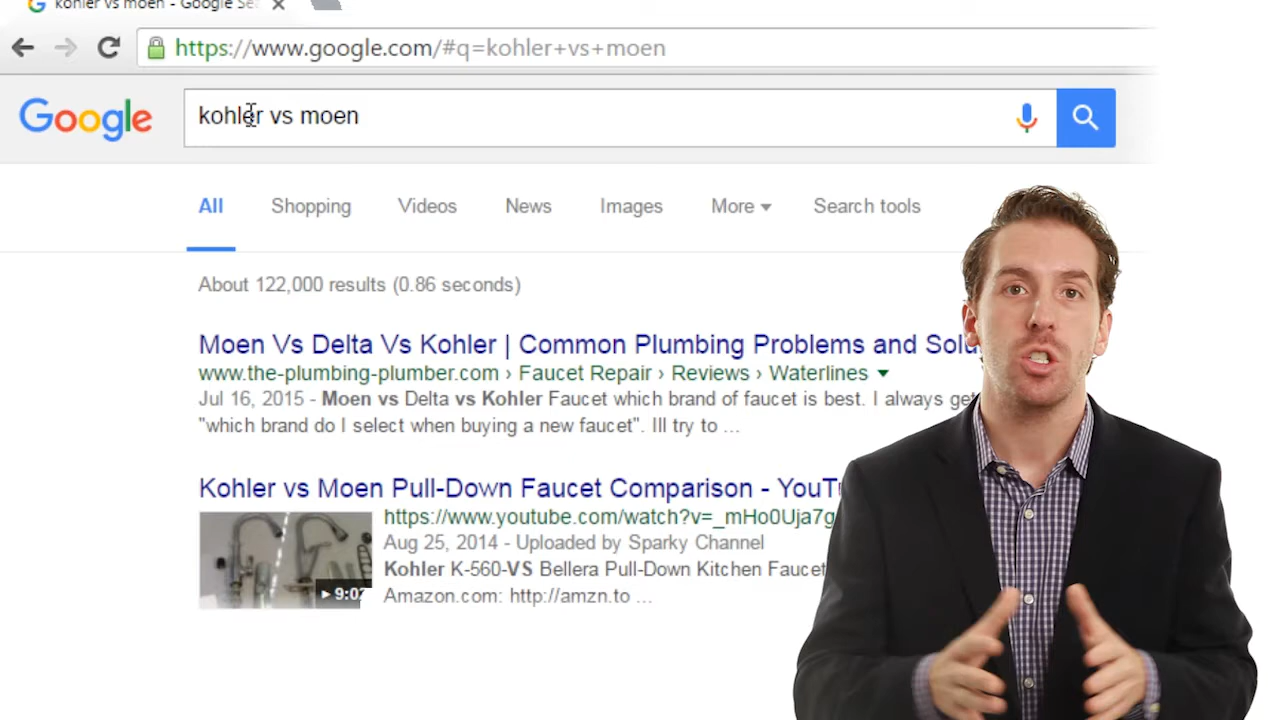 kohler vs moen - Google Se
https://www.google.com/#q=kohler+vs+moen
Google
kohler vs moen
All Shopping Videos News Images More Search tools
About 122,000 results (0.86 seconds)
Moen Vs Delta Vs Kohler | Common Plumbing Problems and Solu
www.the-plumbing-plumber.com › Faucet Repair › Reviews › Waterlines
Jul 16, 2015 - Moen vs Delta vs Kohler Faucet which brand of faucet is best. I always get
"which brand do I select when buying a new faucet". Ill try to ...
Kohler vs Moen Pull-Down Faucet Comparison - YouTu
https://www.youtube.com/watch?v=_mHo0Uja7g
Aug 25, 2014 - Uploaded by Sparky Channel
Kohler K-560-VS Bellera Pull-Down Kitchen Faucet
Amazon.com: http://amzn.to ...
9:02